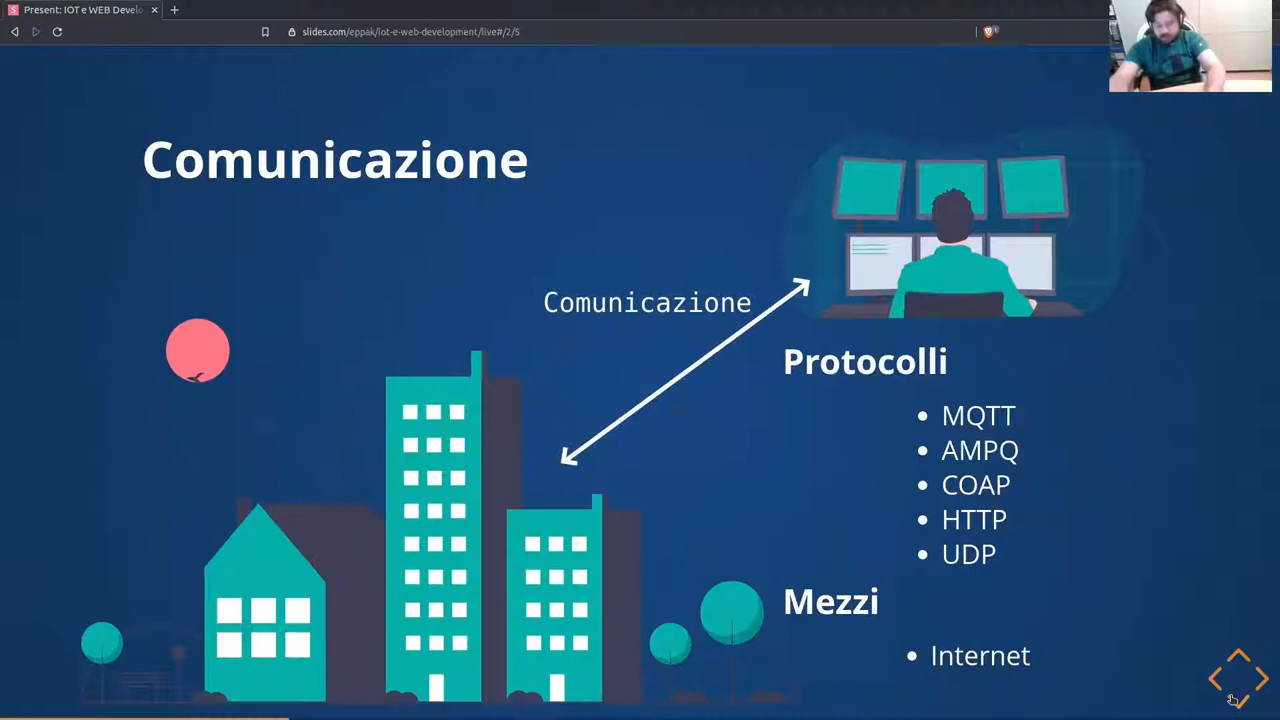 Present: IOT e WEB Develo
slides.com/eppak/iot-e-web-development/live#/2/5
Comunicazione
Comunicazione
Protocolli
MQTT
AMPQ
COAP
HTTP
UDP
Mezzi
Internet